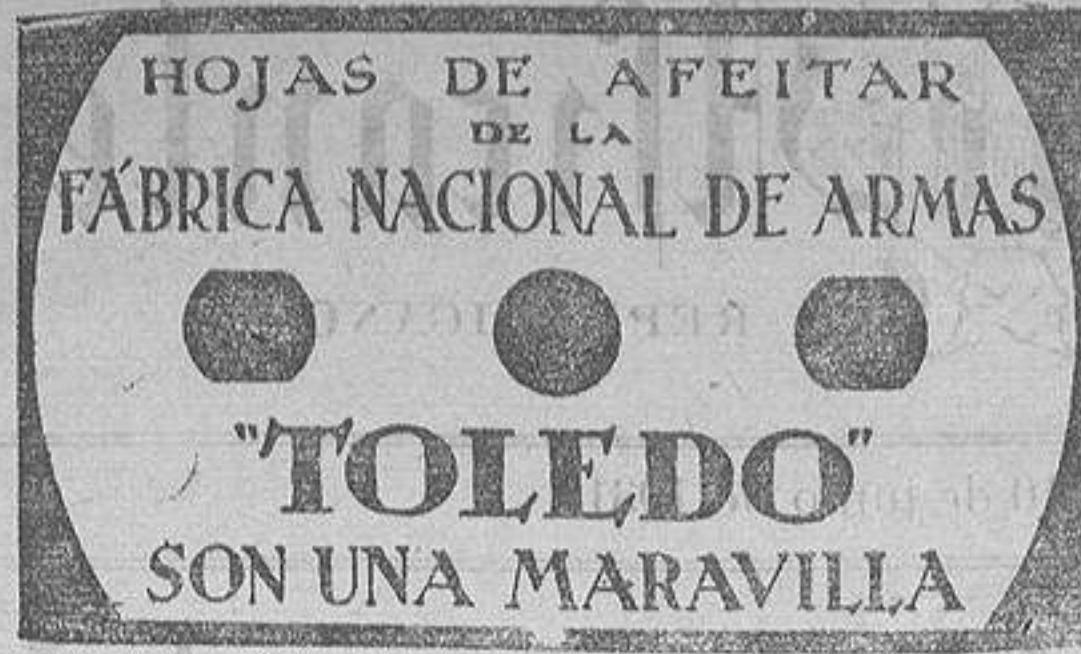 HOJAS DE AFEITAR
DE LA
FÁBRICA NACIONAL DE ARMAS
"TOLEDO"
SON UNA MARAVILLA